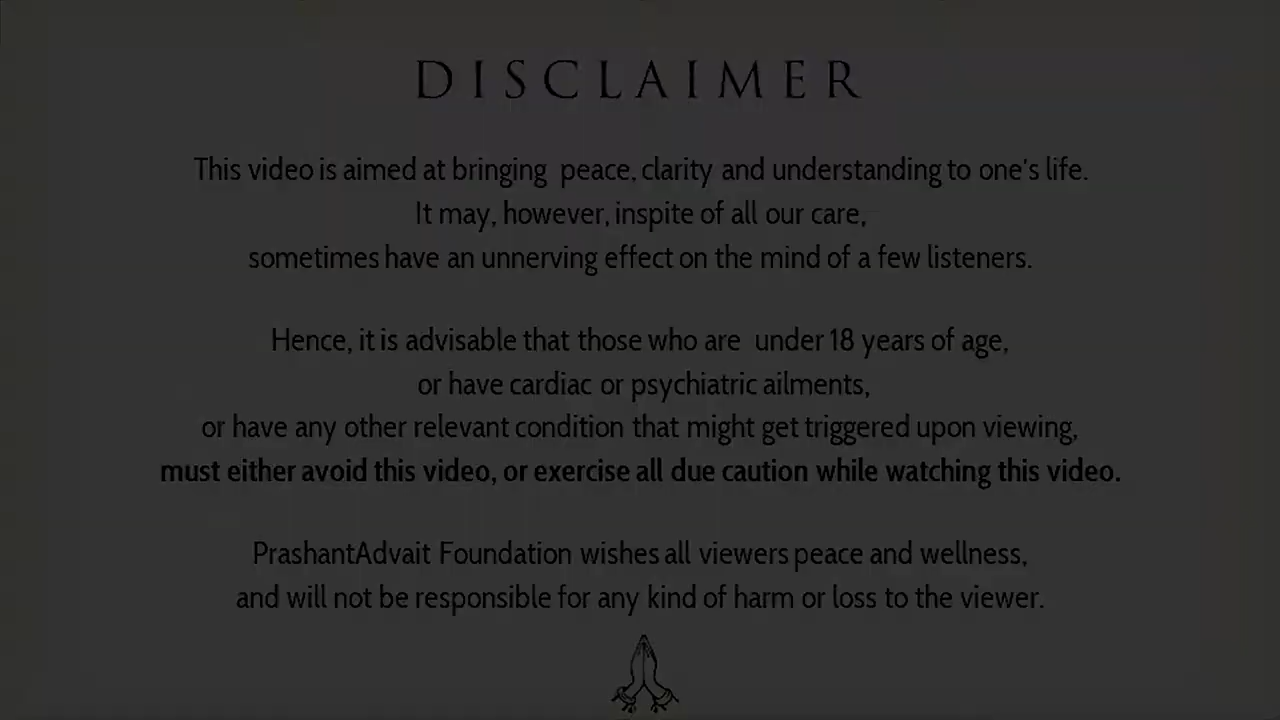 DISCLAIMER
This video is aimed at bringing peace, clarity and understanding to one's life.
It may, however, inspite of all our care,
sometimes have an unnerving effect on the mind of a few listeners.
Hence, it is advisable that those who are under 18 years of age,
or have cardiac or psychiatric ailments,
or have any other relevant condition that might get triggered upon viewing,
must either avoid this video, or exercise all due caution while watching this video.
PrashantAdvait Foundation wishes all viewers peace and wellness,
and will not be responsible for any kind of harm or loss to the viewer.